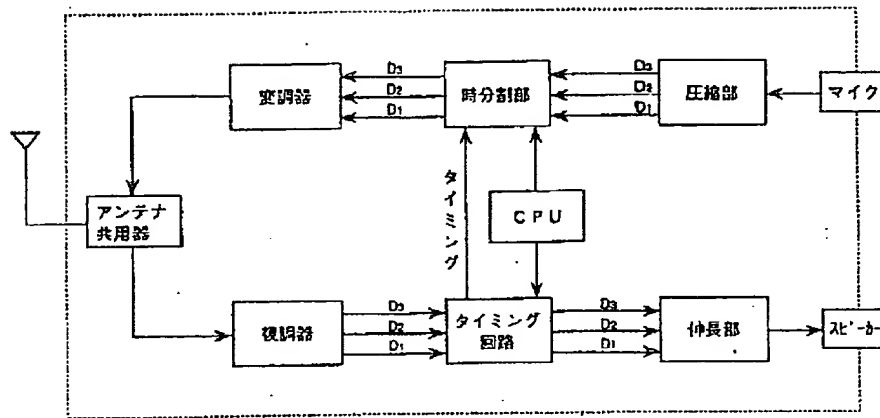 D3
D2
D1
変調器
D3
D2
D1
時分割部
圧縮部
マイク
アンテナ
共用器
タイミング
CPU
復調器
D3
D2
D1
タイミング
回路
D3
D2
D1
伸長部
スピーカー